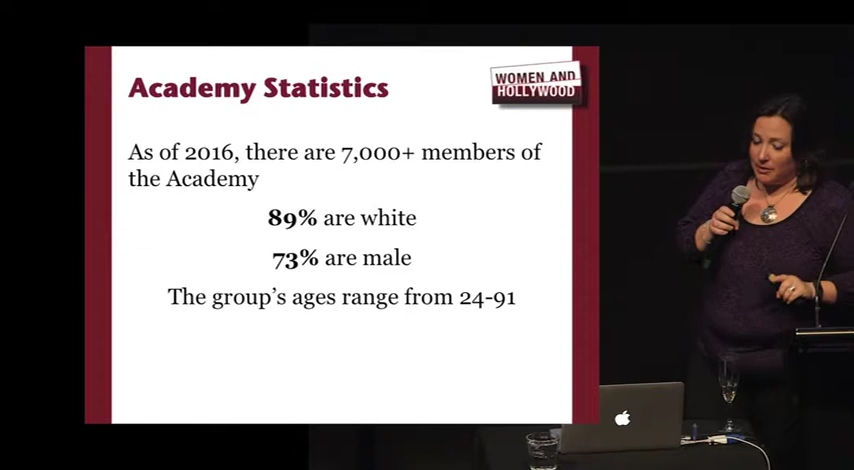 Academy Statistics
WOMEN AND
HOLLYWOOD
As of 2016, there are 7,000+ members of
the Academy
89% are white
73% are male
The group's ages range from 24-91